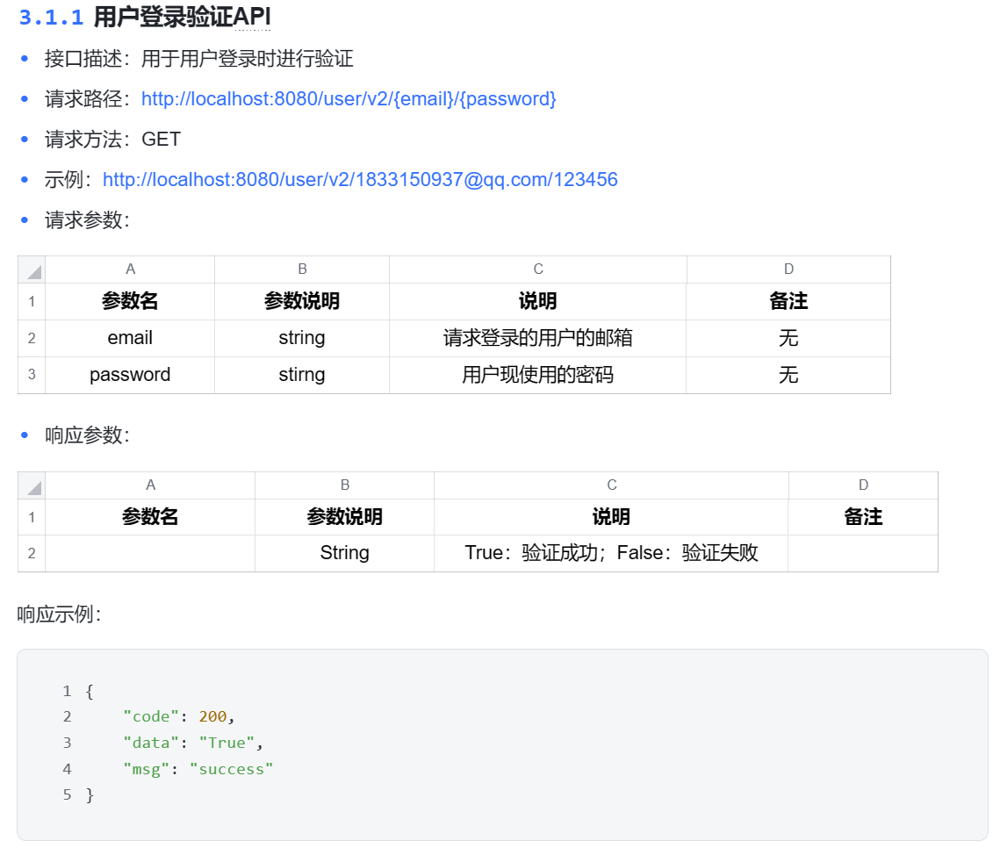 3.1.1 用户登录验证API
接口描述：用于用户登录时进行验证
请求路径：http://localhost:8080/user/v2/{email}/{password}
请求方法：GET
示例：http://localhost:8080/user/v2/1833150937@qq.com/123456
请求参数：
A B C D
1 参数名 参数说明 说明 备注
2 email string 请求登录的用户的邮箱 无
3 password stirng 用户现使用的密码 无
响应参数：
A B C D
1 参数名 参数说明 说明 备注
2 String True：验证成功；False：验证失败
响应示例：
1 {
2 "code": 200,
3 "data": "True",
4 "msg": "success"
5 }